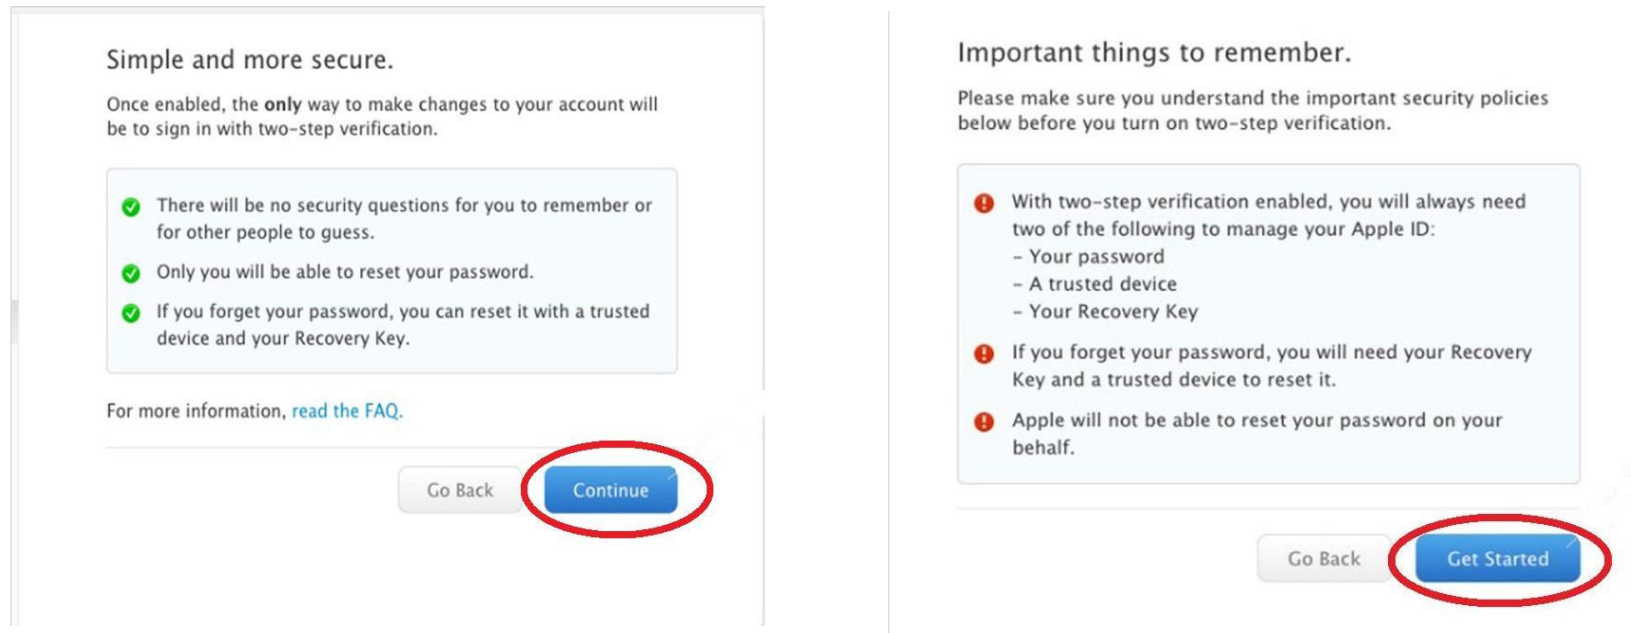 Simple and more secure.
Once enabled, the only way to make changes to your account will
be to sign in with two-step verification.
There will be no security questions for you to remember or
for other people to guess.
Only you will be able to reset your password.
If you forget your password, you can reset it with a trusted
device and your Recovery Key.
For more information, read the FAQ.
Go Back
Continue
Important things to remember.
Please make sure you understand the important security policies
below before you turn on two-step verification.
With two-step verification enabled, you will always need
two of the following to manage your Apple ID:
- Your password
- A trusted device
- Your Recovery Key
If you forget your password, you will need your Recovery
Key and a trusted device to reset it.
Apple will not be able to reset your password on your
behalf.
Go Back
Get Started